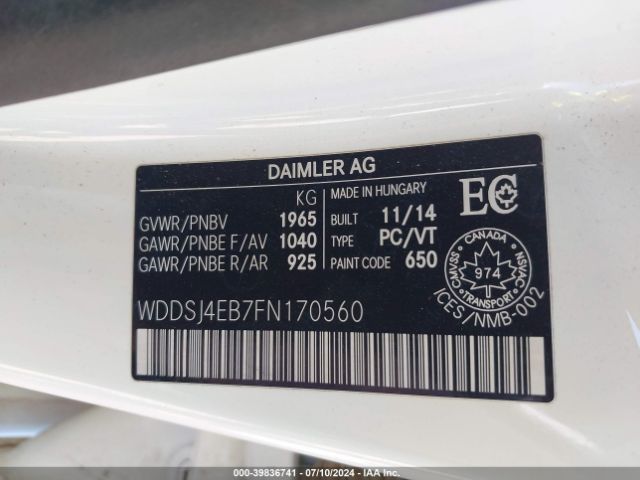 DAIMLER AG
KG
GVWR/PNBV 1965
GAWR/PNBE F/AV 1040
GAWR/PNBE R/AR 925
MADE IN HUNGARY
BUILT 11/14
TYPE PC/VT
PAINT CODE 650
EC
CANADA
CMVSS/NSVAC
974
TRANSPORT
ICES/NMB-002
WDDSJ4EB7FN170560
000-39836741 - 07/10/2024 - IAA Inc.